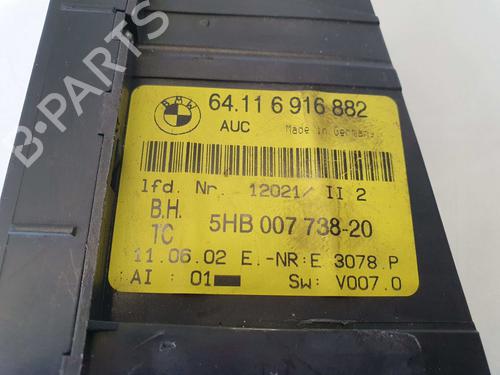 BMW
64.11 6 916 882
AUC Made in Germany
lfd. Nr. 12021/ II 2
B.H.
TC 5HB 007 738-20
11.06.02 E.-NR:E 3078.P
AI : 01 SW: V007.0